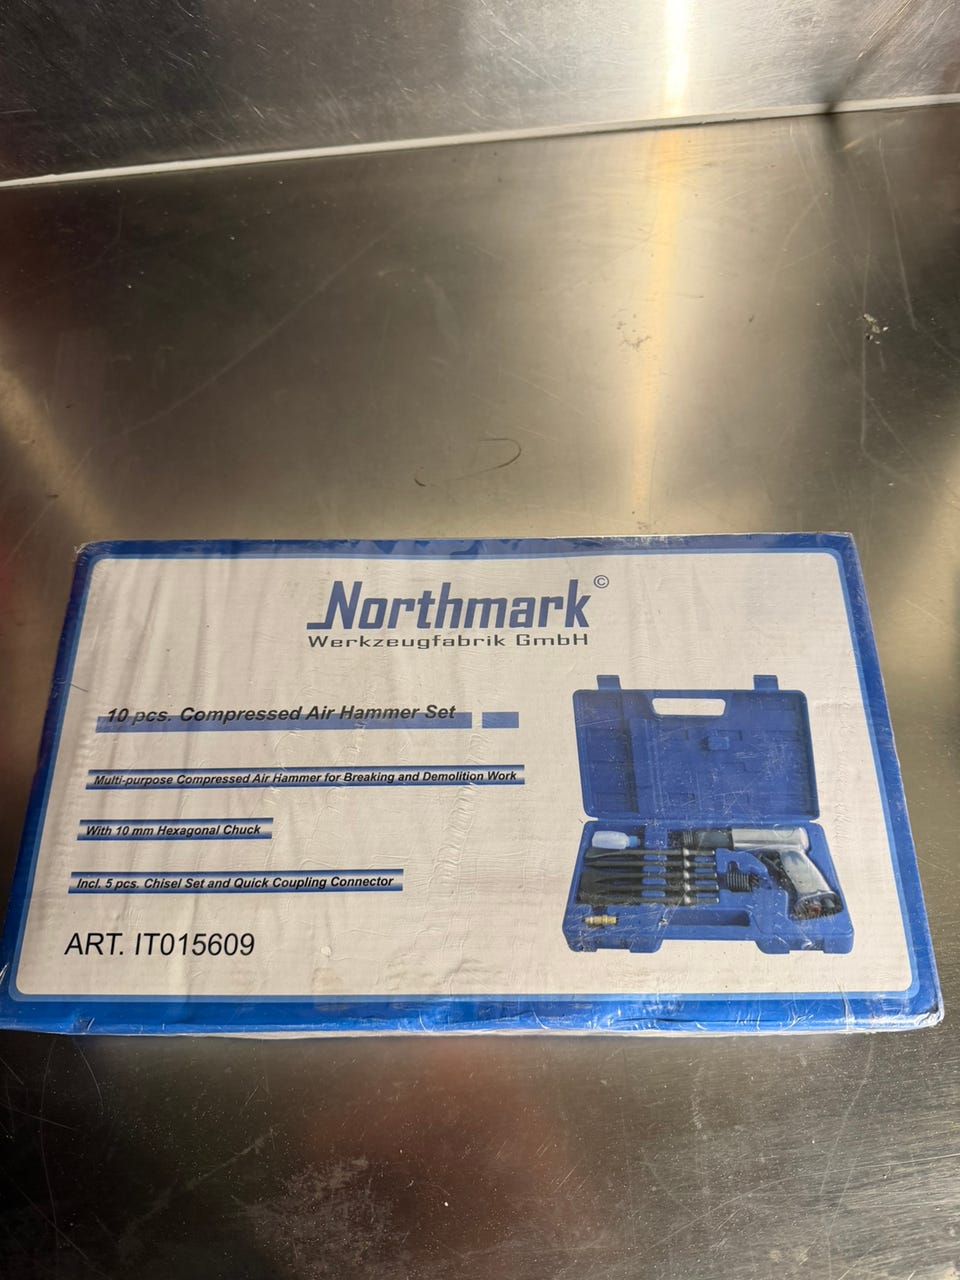 Northmark©
Werkzeugfabrik GmbH
10 pcs. Compressed Air Hammer Set
Multi-purpose Compressed Air Hammer for Breaking and Demolition Work
With 10 mm Hexagonal Chuck
Incl. 5 pcs. Chisel Set and Quick Coupling Connector
ART. IT015609